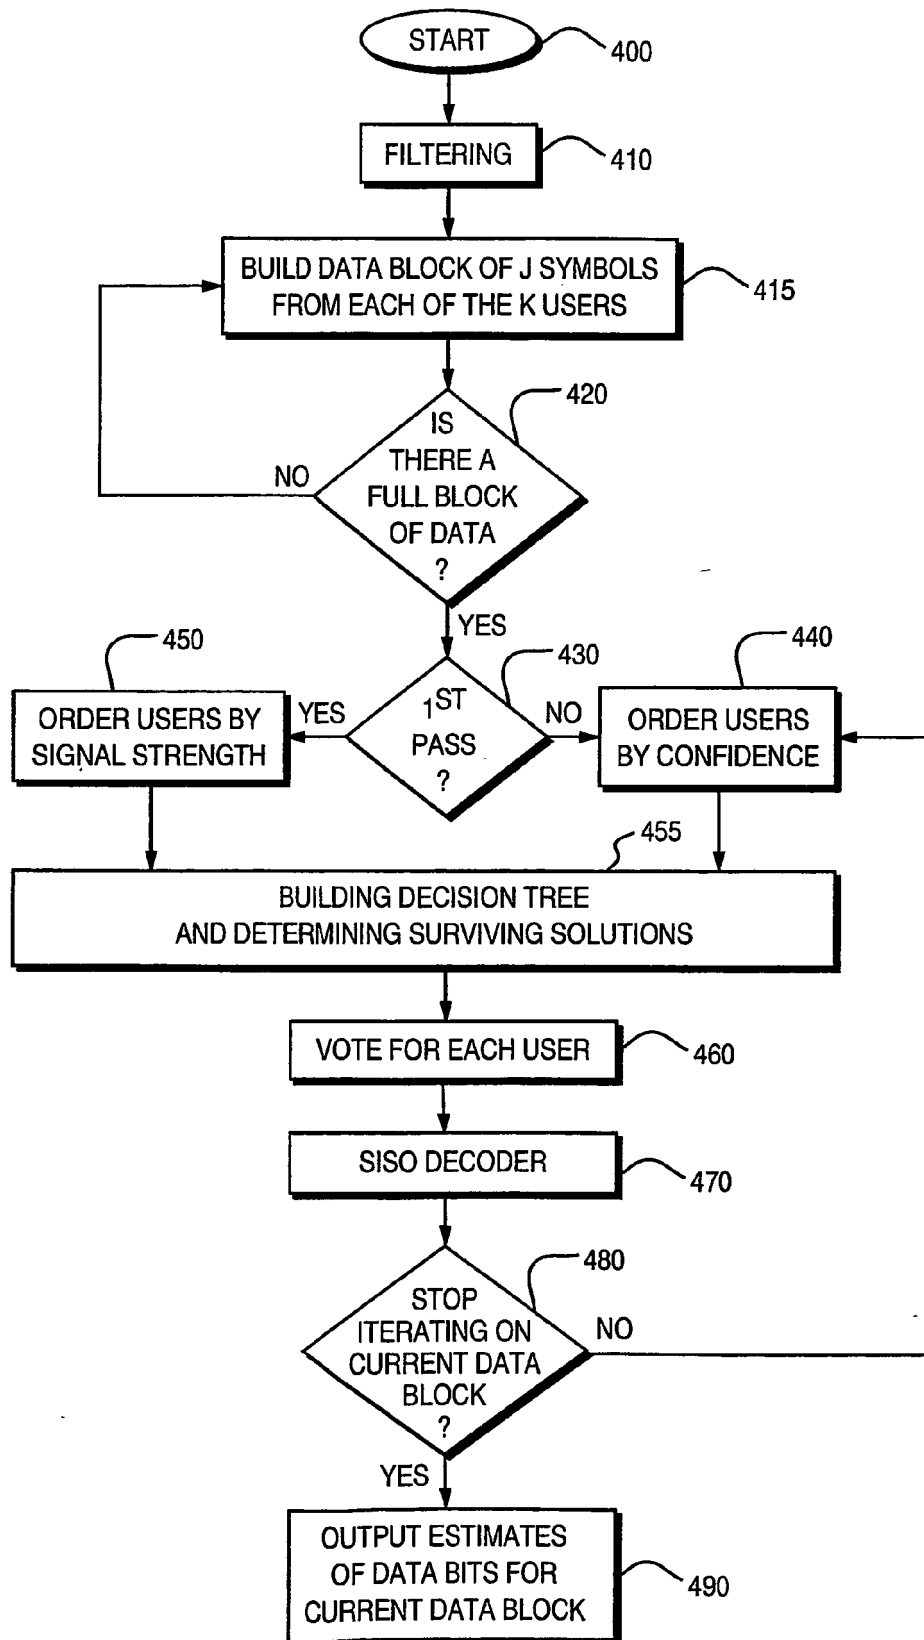 START
400
FILTERING
410
BUILD DATA BLOCK OF J SYMBOLS
FROM EACH OF THE K USERS
415
420
IS
THERE A
FULL BLOCK
OF DATA
?
NO
YES
450
430
440
ORDER USERS BY
SIGNAL STRENGTH
YES
1ST
PASS
?
NO
ORDER USERS
BY CONFIDENCE
455
BUILDING DECISION TREE
AND DETERMINING SURVIVING SOLUTIONS
VOTE FOR EACH USER
460
SISO DECODER
470
480
STOP
ITERATING ON
CURRENT DATA
BLOCK
?
NO
YES
OUTPUT ESTIMATES
OF DATA BITS FOR
CURRENT DATA BLOCK
490